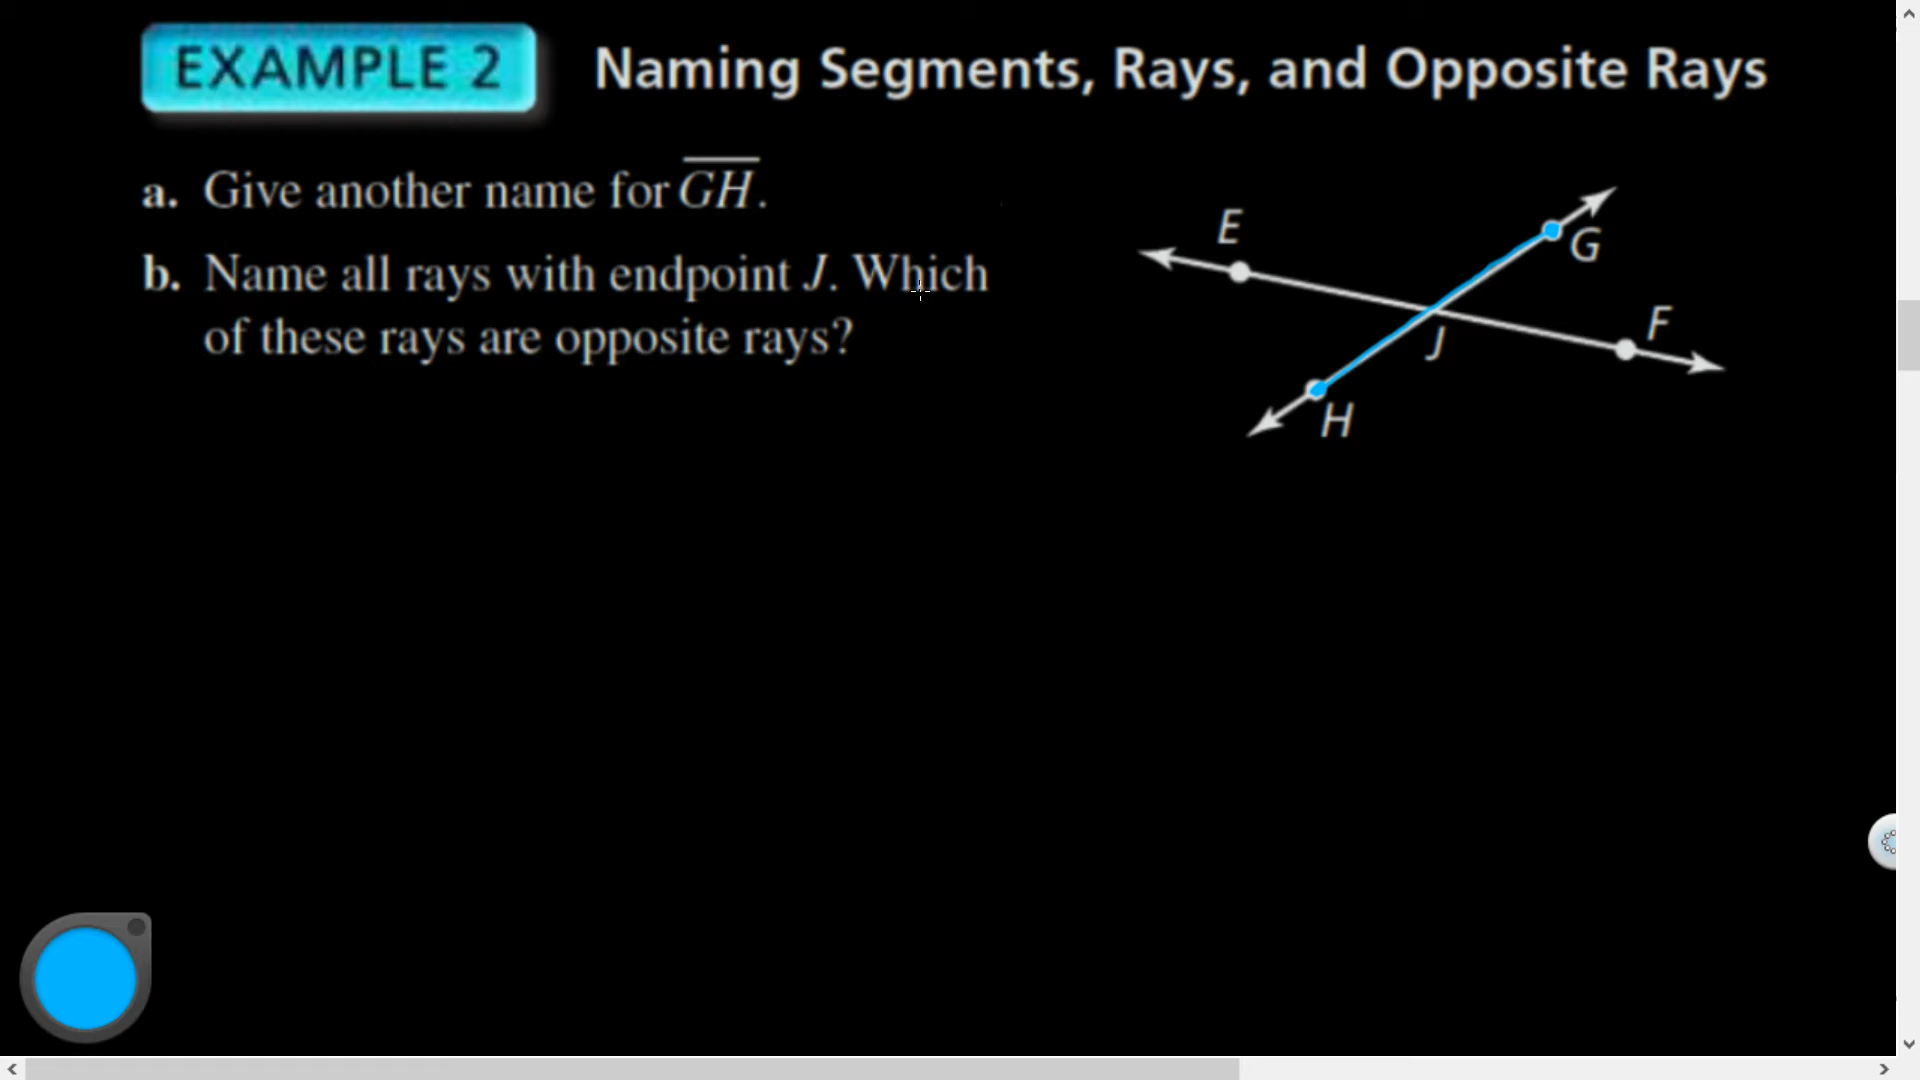 EXAMPLE 2 Naming Segments, Rays, and Opposite Rays
a. Give another name for G̅H̅.
b. Name all rays with endpoint J. Which
of these rays are opposite rays?
E
G
F
J
H